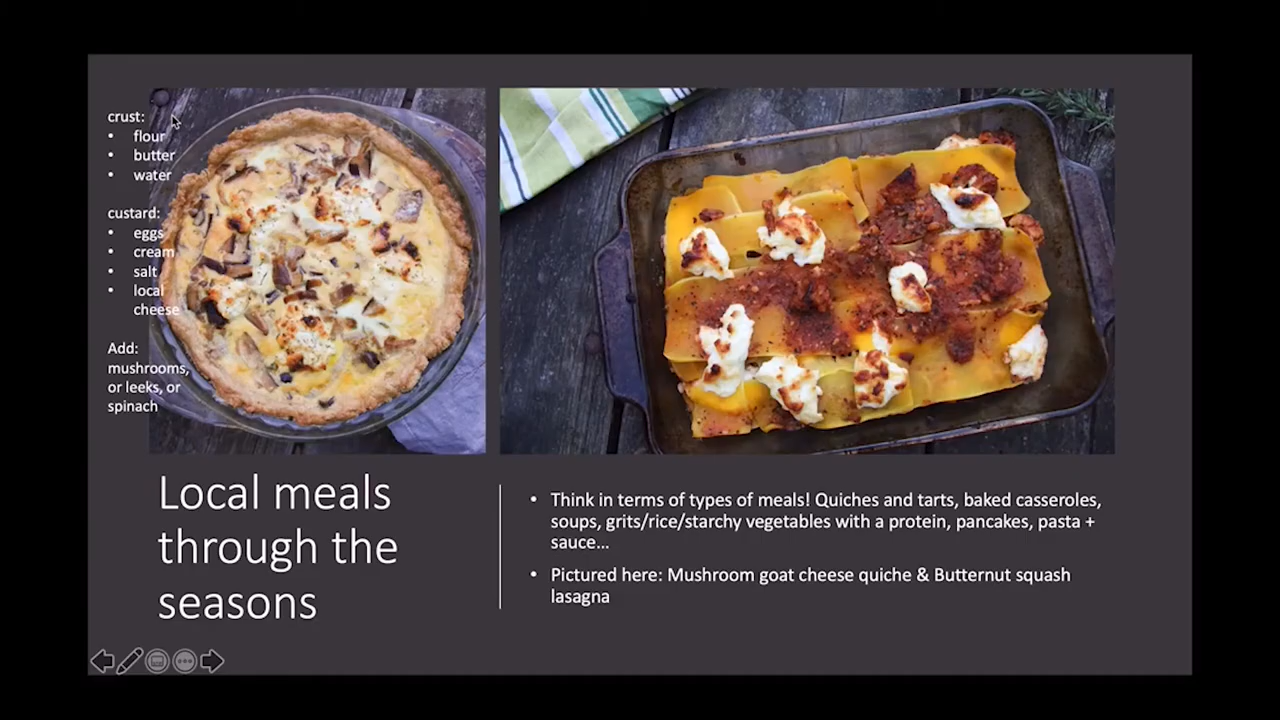 crust:
• flour
• butter
• water
custard:
• eggs
• cream
• salt
• local
cheese
Add:
mushrooms,
or leeks, or
spinach
Local meals
through the
seasons
• Think in terms of types of meals! Quiches and tarts, baked casseroles,
soups, grits/rice/starchy vegetables with a protein, pancakes, pasta +
sauce…
• Pictured here: Mushroom goat cheese quiche & Butternut squash
lasagna